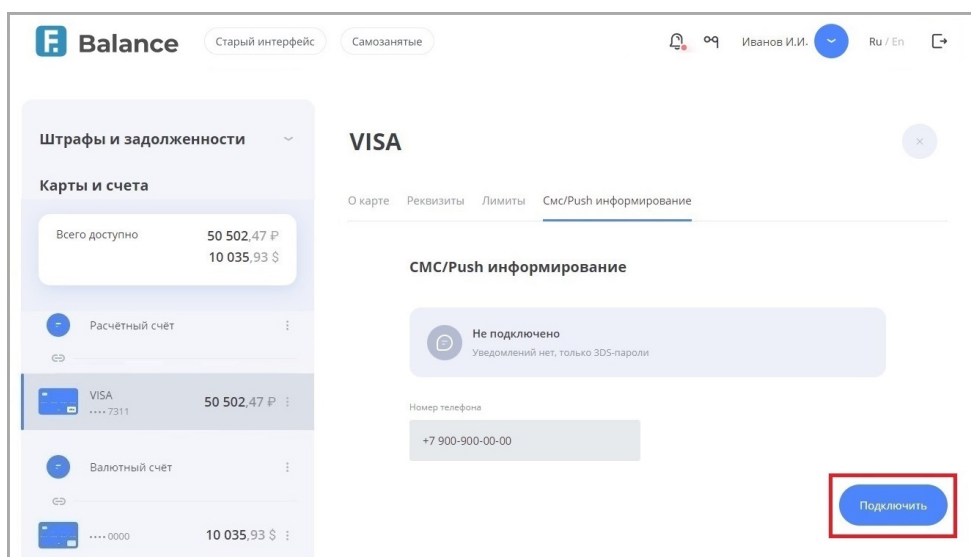 F. Balance
Старый интерфейс
Самозанятые
Иванов И.И.
Ru / En
Штрафы и задолженности
Карты и счета
Всего доступно
50 502,47 ₽
10 035,93 $
Расчётный счёт
VISA
50 502,47 ₽
•••• 7311
Валютный счёт
•••• 0000
10 035,93 $
VISA
О карте Реквизиты Лимиты Смс/Push информирование
СМС/Push информирование
Не подключено
Уведомлений нет, только 3DS-пароли
Номер телефона
+7 900-900-00-00
Подключить